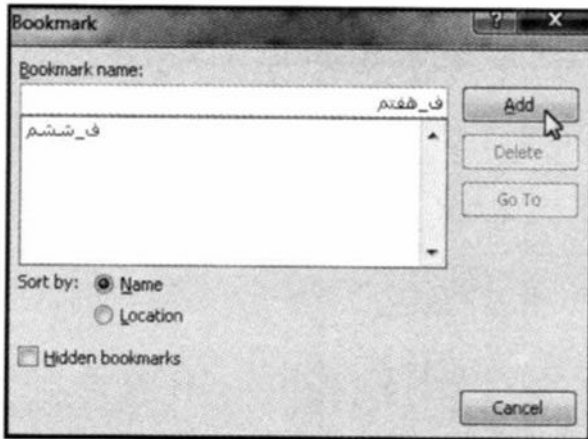 Bookmark
Bookmark name:
ف_هفتم
Add
ف_ششم
Delete
Go To
Sort by: Name
Location
Hidden bookmarks
Cancel